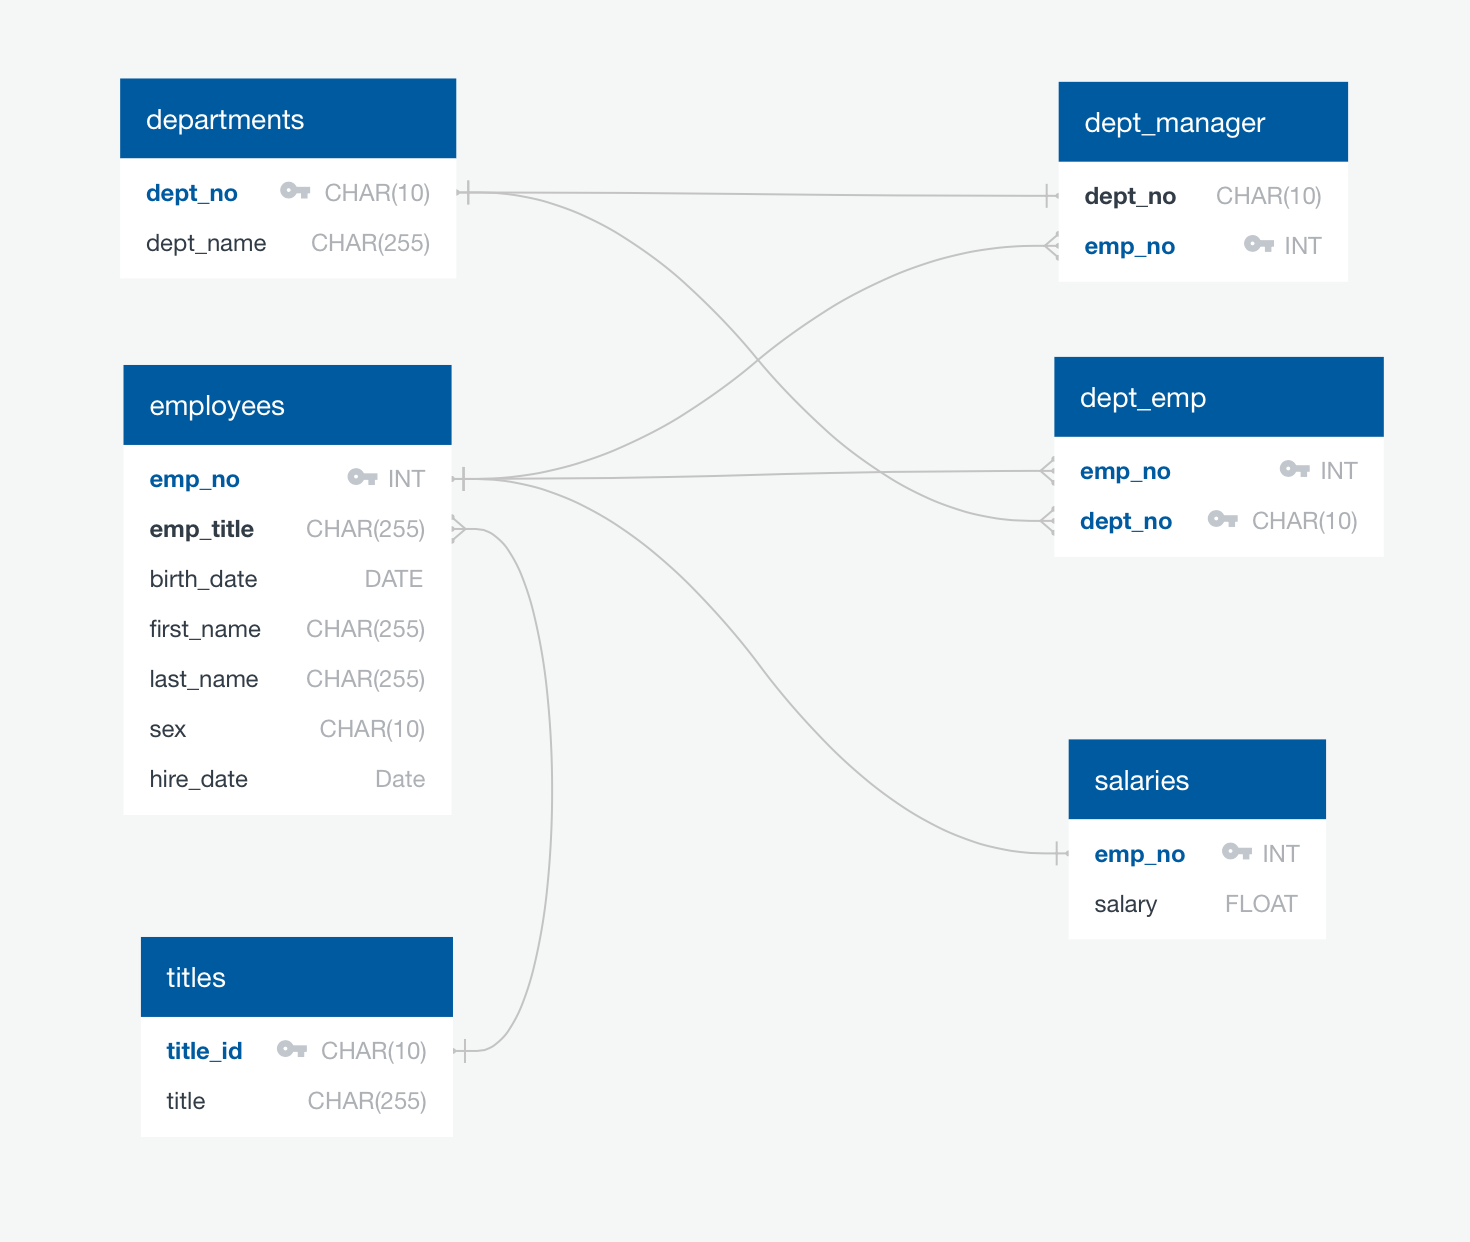 departments
dept_no CHAR(10)
dept_name CHAR(255)
dept_manager
dept_no CHAR(10)
emp_no INT
employees
emp_no INT
emp_title CHAR(255)
birth_date DATE
first_name CHAR(255)
last_name CHAR(255)
sex CHAR(10)
hire_date Date
dept_emp
emp_no INT
dept_no CHAR(10)
salaries
emp_no INT
salary FLOAT
titles
title_id CHAR(10)
title CHAR(255)